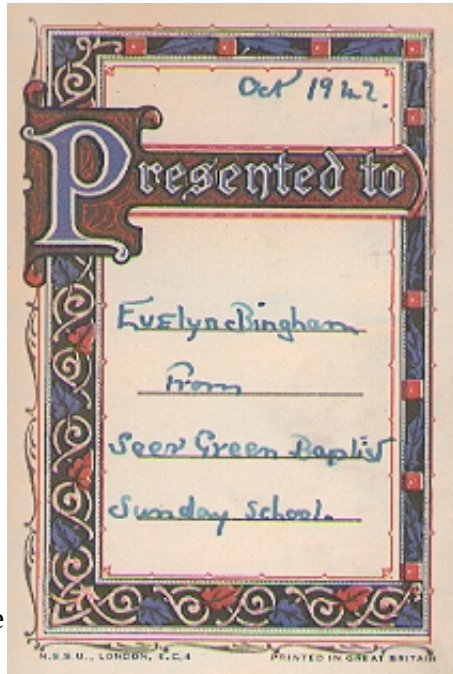 Oct 1942.
Presented to
Evelyn Bingham
From
Seer Green Baptist
Sunday School.
e
N.S.S.U., LONDON, E.C.4 PRINTED IN GREAT BRITAIN